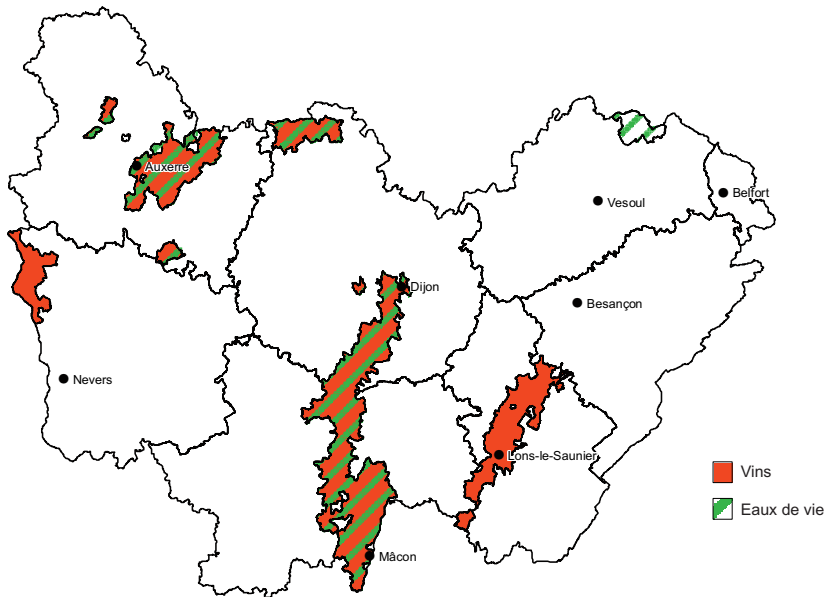 Auxerre
Vesoul
Belfort
Dijon
Besançon
Nevers
Lons-le-Saunier
Mâcon
Vins
Eaux de vie